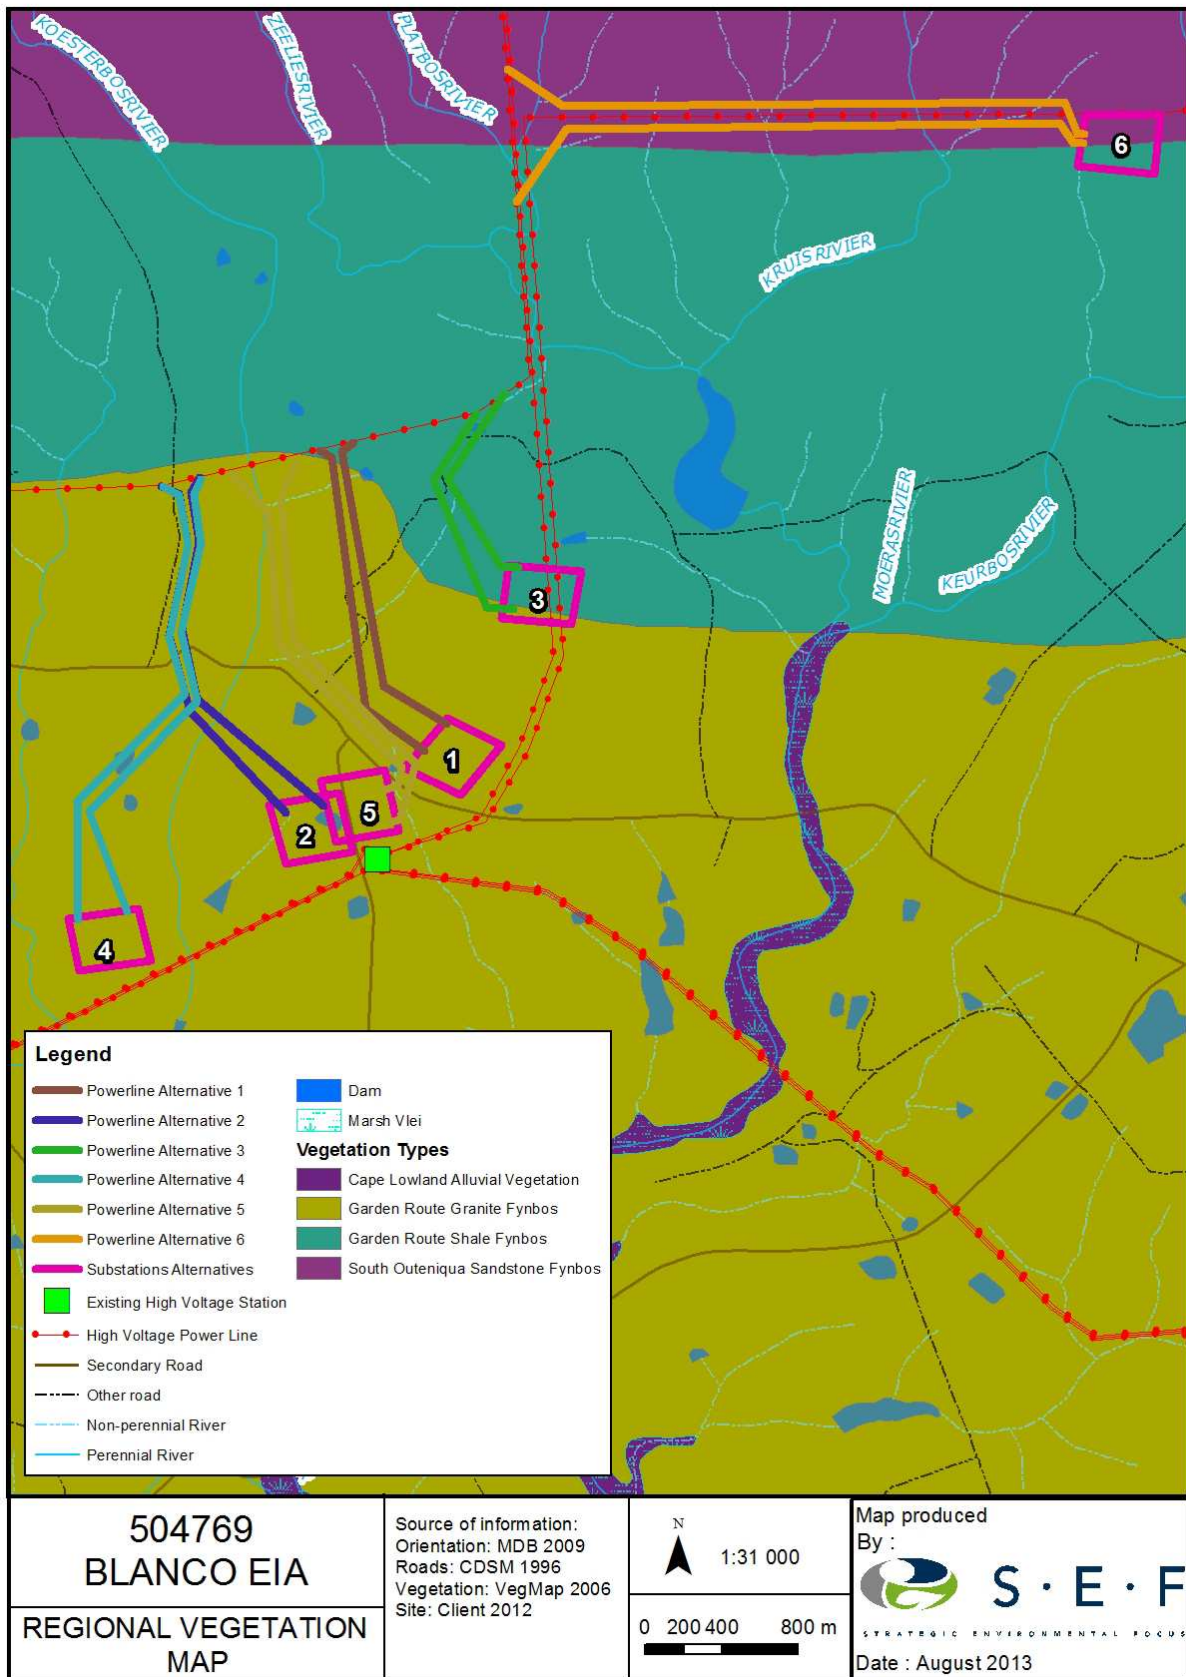 KOESTERBOSRIVIER
ZEELIESRIVIER
PLATBOSRIVIER
6
KRUISRIVIER
MOERASRIVIER
KEURBOSRIVIER
3
1
5
2
4
Legend
Powerline Alternative 1
Powerline Alternative 2
Powerline Alternative 3
Powerline Alternative 4
Powerline Alternative 5
Powerline Alternative 6
Substations Alternatives
Existing High Voltage Station
High Voltage Power Line
Secondary Road
Other road
Non-perennial River
Perennial River
Dam
Marsh Vlei
Vegetation Types
Cape Lowland Alluvial Vegetation
Garden Route Granite Fynbos
Garden Route Shale Fynbos
South Outeniqua Sandstone Fynbos
504769
BLANCO EIA
REGIONAL VEGETATION
MAP
Source of information:
Orientation: MDB 2009
Roads: CDSM 1996
Vegetation: VegMap 2006
Site: Client 2012
N
1:31 000
0 200 400 800 m
Map produced
By :
S·E·F
STRATEGIC ENVIRONMENTAL FOCUS
Date : August 2013